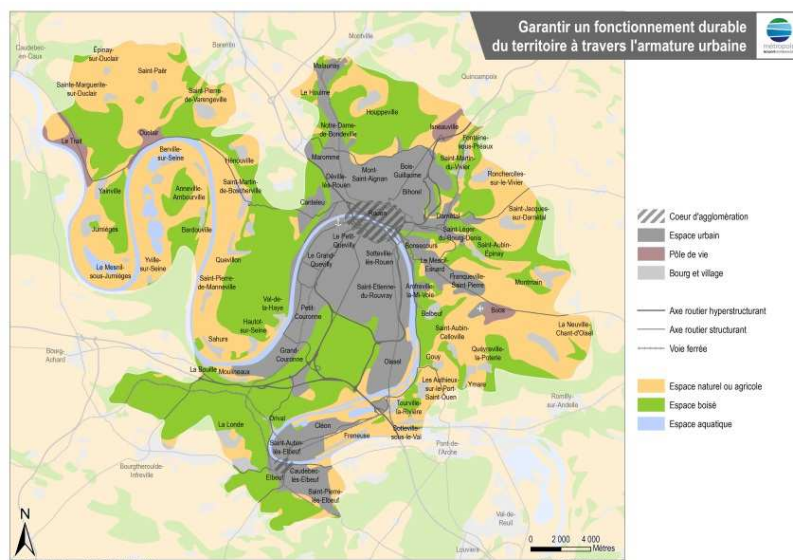 Garantir un fonctionnement durable
du territoire à travers l'armature urbaine
métropole
Caudebec-
en-Caux
Épinay-
sur-Duclair
Barentin
Montville
Saint-Paër
Malaunay
Quincampoix
Sainte-Marguerite-
sur-Duclair
Saint-Pierre
de-Varengeville
Le Houlme
Houppeville
Notre-Dame-
de-Bondeville
Isneauville
Fontaine-
sous-Préaux
Le Trait
Duclair
Berville-
sur-Seine
Hénouville
Maromme
Mont-
Saint-Aignan
Bois-
Guillaume
Saint-Martin
du-Vivier
Roncherolles-
sur-le-Vivier
Yainville
Anneville-
Ambourville
Saint-Martin
de-Boscherville
Déville-
lès-Rouen
Bihorel
Canteleu
Saint-Jacques
sur-Darnétal
Jumièges
Bardouville
Rouen
Darnétal
Saint-Léger
du-Bourg-Denis
Le Petit-
Quevilly
Bonsecours
Saint-Aubin-
Epinay
Le Mesnil
sous-Jumièges
Yville-
sur-Seine
Quevillon
Le Grand-
Quevilly
Sotteville-
lès-Rouen
Le Mesnil
Esnard
Franqueville-
Saint-Pierre
Montmain
Saint-Pierre
de-Manneville
Saint-Etienne
du-Rouvray
Amfreville-
la-Mi-Voie
Val-de
la-Haye
Petit-
Couronne
Belbeuf
Boos
Hautot-
sur-Seine
Saint-Aubin-
Celloville
La Neuville-
Chant-d'Oisel
Sahurs
Grand-
Couronne
Oissel
Gouy
Quévreville-
la-Poterie
Bourg-
Achard
La Bouille
Moulineaux
Les Authieux
sur-le-Port
Saint Ouen
Ymare
Romilly-
sur-Andelle
Tourville-
la-Rivière
La Londe
Orival
Cléon
Freneuse
Sotteville-
sous-le-Val
Saint-Aubin-
lès-Elbeuf
Pont-de
l'Arche
Bourgtheroulde-
Infreville
Elbeuf
Caudebec-
lès-Elbeuf
Saint-Pierre-
lès-Elbeuf
Val-de
Reuil
Louviers
N
0 2 000 4 000
Mètres
Coeur d'agglomération
Espace urbain
Pôle de vie
Bourg et village
Axe routier hyperstructurant
Axe routier structurant
Voie ferrée
Espace naturel ou agricole
Espace boisé
Espace aquatique